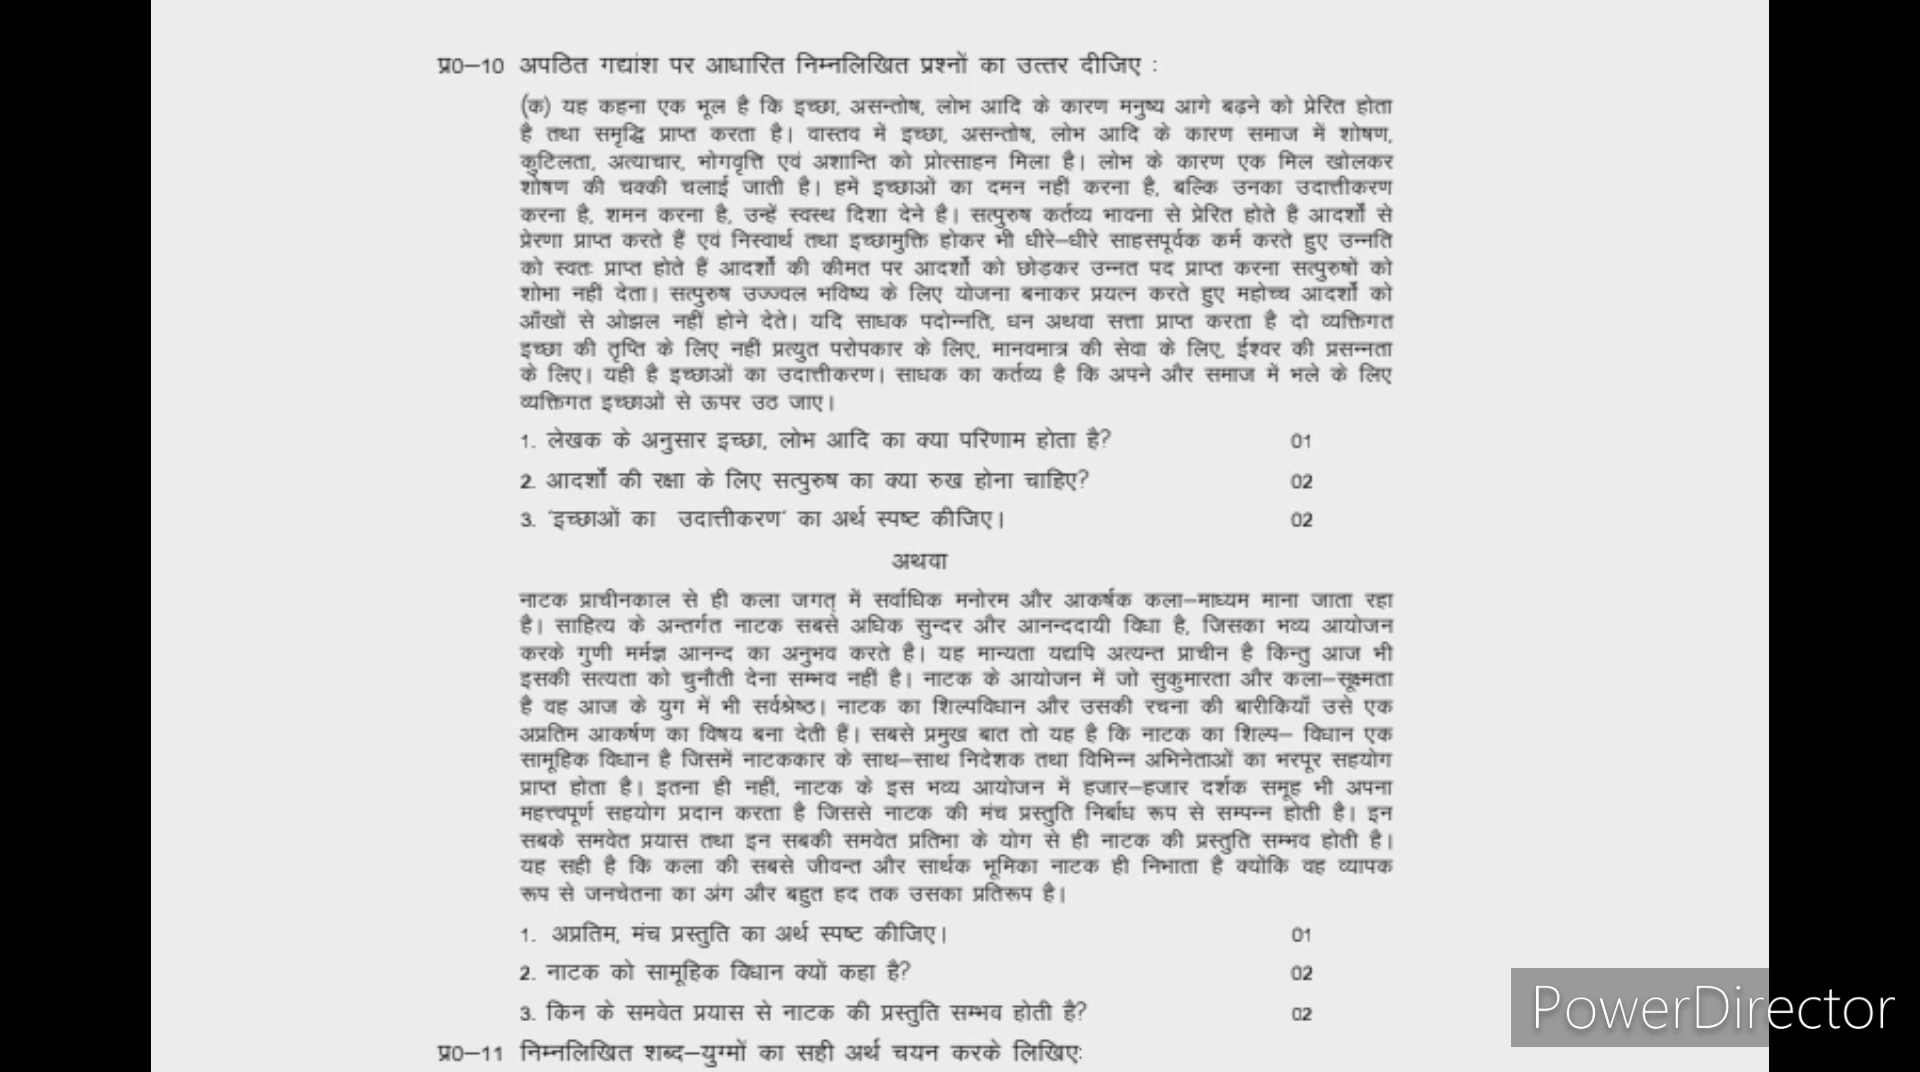 प्र0–10 अपठित गद्यांश पर आधारित निम्नलिखित प्रश्नों का उत्तर दीजिए :
(क) यह कहना एक भूल है कि इच्छा, असन्तोष, लोभ आदि के कारण मनुष्य आगे बढ़ने को प्रेरित होता
है तथा समृद्धि प्राप्त करता है। वास्तव में इच्छा, असन्तोष, लोभ आदि के कारण समाज में शोषण,
कुटिलता, अत्याचार, भोगवृत्ति एवं अशान्ति को प्रोत्साहन मिला है। लोभ के कारण एक मिल खोलकर
शोषण की चक्की चलाई जाती है। हमें इच्छाओं का दमन नहीं करना है, बल्कि उनका उदात्तीकरण
करना है, शमन करना है, उन्हें स्वस्थ दिशा देने है। सत्पुरुष कर्तव्य भावना से प्रेरित होते है आदर्शों से
प्रेरणा प्राप्त करते हैं एवं निस्वार्थ तथा इच्छामुक्ति होकर भी धीरे–धीरे साहसपूर्वक कर्म करते हुए उन्नति
को स्वतः प्राप्त होते हैं आदर्शों की कीमत पर आदर्शों को छोड़कर उन्नत पद प्राप्त करना सत्पुरुषों को
शोभा नहीं देता। सत्पुरुष उज्ज्वल भविष्य के लिए योजना बनाकर प्रयत्न करते हुए महोच्च आदर्शों को
आँखों से ओझल नहीं होने देते। यदि साधक पदोन्नति, धन अथवा सत्ता प्राप्त करता है दो व्यक्तिगत
इच्छा की तृप्ति के लिए नही प्रत्युत परोपकार के लिए, मानवमात्र की सेवा के लिए, ईश्वर की प्रसन्नता
के लिए। यही है इच्छाओं का उदात्तीकरण। साधक का कर्तव्य है कि अपने और समाज में भले के लिए
व्यक्तिगत इच्छाओं से ऊपर उठ जाए।
1. लेखक के अनुसार इच्छा, लोभ आदि का क्या परिणाम होता है? 01
2. आदर्शों की रक्षा के लिए सत्पुरुष का क्या रुख होना चाहिए? 02
3. 'इच्छाओं का उदात्तीकरण' का अर्थ स्पष्ट कीजिए। 02
अथवा
नाटक प्राचीनकाल से ही कला जगत् में सर्वाधिक मनोरम और आकर्षक कला–माध्यम माना जाता रहा
है। साहित्य के अन्तर्गत नाटक सबसे अधिक सुन्दर और आनन्ददायी विधा है, जिसका भव्य आयोजन
करके गुणी मर्मज्ञ आनन्द का अनुभव करते है। यह मान्यता यद्यपि अत्यन्त प्राचीन है किन्तु आज भी
इसकी सत्यता को चुनौती देना सम्भव नहीं है। नाटक के आयोजन में जो सुकुमारता और कला–सूक्ष्मता
है वह आज के युग में भी सर्वश्रेष्ठ। नाटक का शिल्पविधान और उसकी रचना की बारीकियाँ उसे एक
अप्रतिम आकर्षण का विषय बना देती हैं। सबसे प्रमुख बात तो यह है कि नाटक का शिल्प– विधान एक
सामूहिक विधान है जिसमें नाटककार के साथ–साथ निदेशक तथा विभिन्न अभिनेताओं का भरपूर सहयोग
प्राप्त होता है। इतना ही नहीं, नाटक के इस भव्य आयोजन में हजार–हजार दर्शक समूह भी अपना
महत्त्वपूर्ण सहयोग प्रदान करता है जिससे नाटक की मंच प्रस्तुति निर्बाध रूप से सम्पन्न होती है। इन
सबके समवेत प्रयास तथा इन सबकी समवेत प्रतिभा के योग से ही नाटक की प्रस्तुति सम्भव होती है।
यह सही है कि कला की सबसे जीवन्त और सार्थक भूमिका नाटक ही निभाता है क्योंकि वह व्यापक
रूप से जनचेतना का अंग और बहुत हद तक उसका प्रतिरूप है।
1. अप्रतिम, मंच प्रस्तुति का अर्थ स्पष्ट कीजिए। 01
2. नाटक को सामूहिक विधान क्यों कहा है? 02
3. किन के समवेत प्रयास से नाटक की प्रस्तुति सम्भव होती है? 02
प्र0–11 निम्नलिखित शब्द–युग्मों का सही अर्थ चयन करके लिखिएः
PowerDirector